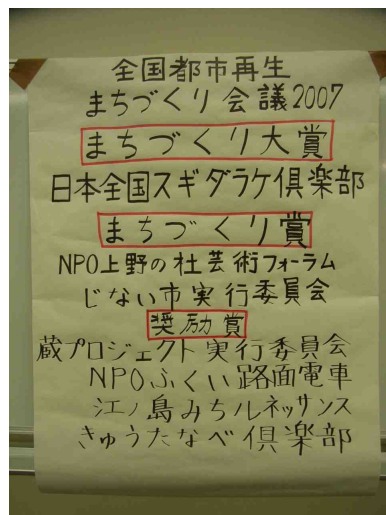 全国都市再生
まちづくり会議2007
まちづくり大賞
日本全国スギダラケ倶楽部
まちづくり賞
NPO上野の杜芸術フォーラム
じない市実行委員会
奨励賞
蔵プロジェクト実行委員会
NPOふくい路面電車
江ノ島みちルネッサンス
きゅうたなべ倶楽部